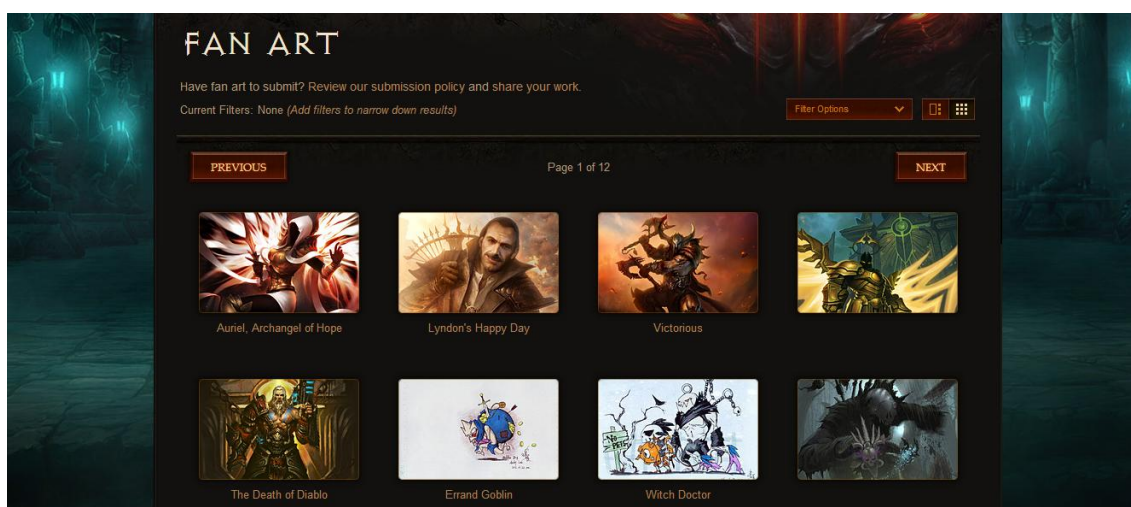 FAN ART
Have fan art to submit? Review our submission policy and share your work.
Current Filters: None (Add filters to narrow down results)
Filter Options
PREVIOUS
Page 1 of 12
NEXT
Auriel, Archangel of Hope
Lyndon's Happy Day
Victorious
No
PETS
The Death of Diablo
Errand Goblin
Witch Doctor